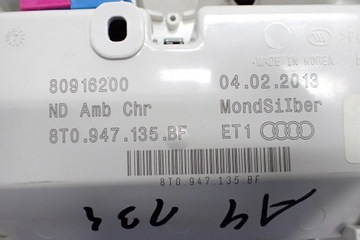 MADE IN KOREA
80916200 04.02.2013
ND Amb Chr MondSilber
8T0.947.135.BF ET1
8T0.947.135.BF
A4 134